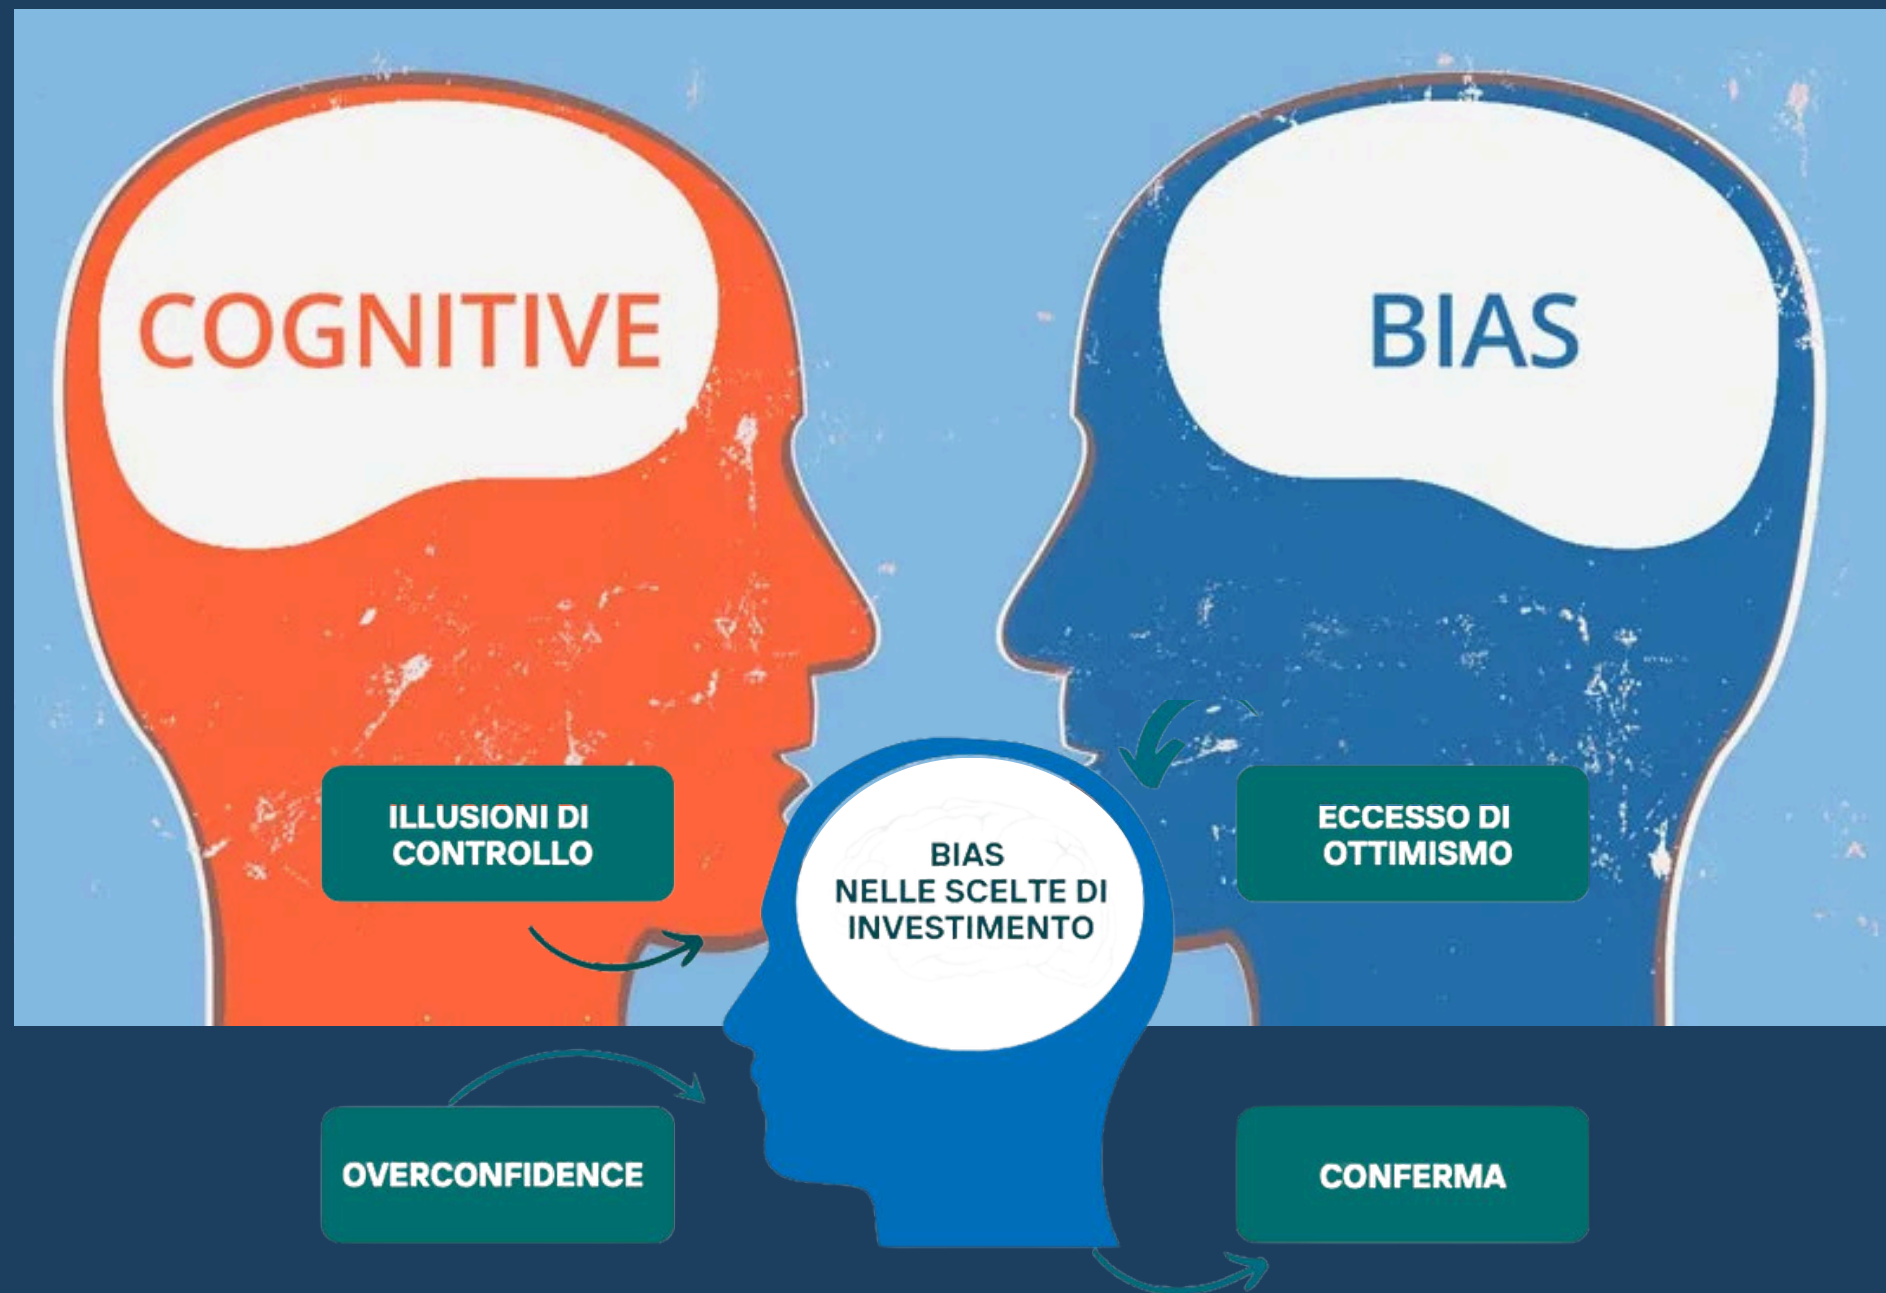 COGNITIVE
BIAS
ILLUSIONI DI
CONTROLLO
BIAS
NELLE SCELTE DI
INVESTIMENTO
ECCESSO DI
OTTIMISMO
OVERCONFIDENCE
CONFERMA